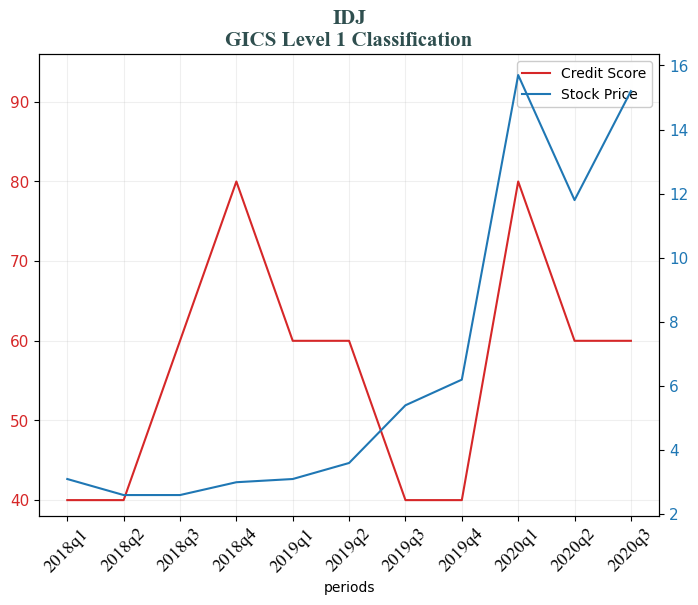 IDJ
GICS Level 1 Classification
Credit Score
Stock Price
90
80
70
60
50
40
16
14
12
10
8
6
4
2
2018q1
2018q2
2018q3
2018q4
2019q1
2019q2
2019q3
2019q4
2020q1
2020q2
2020q3
periods